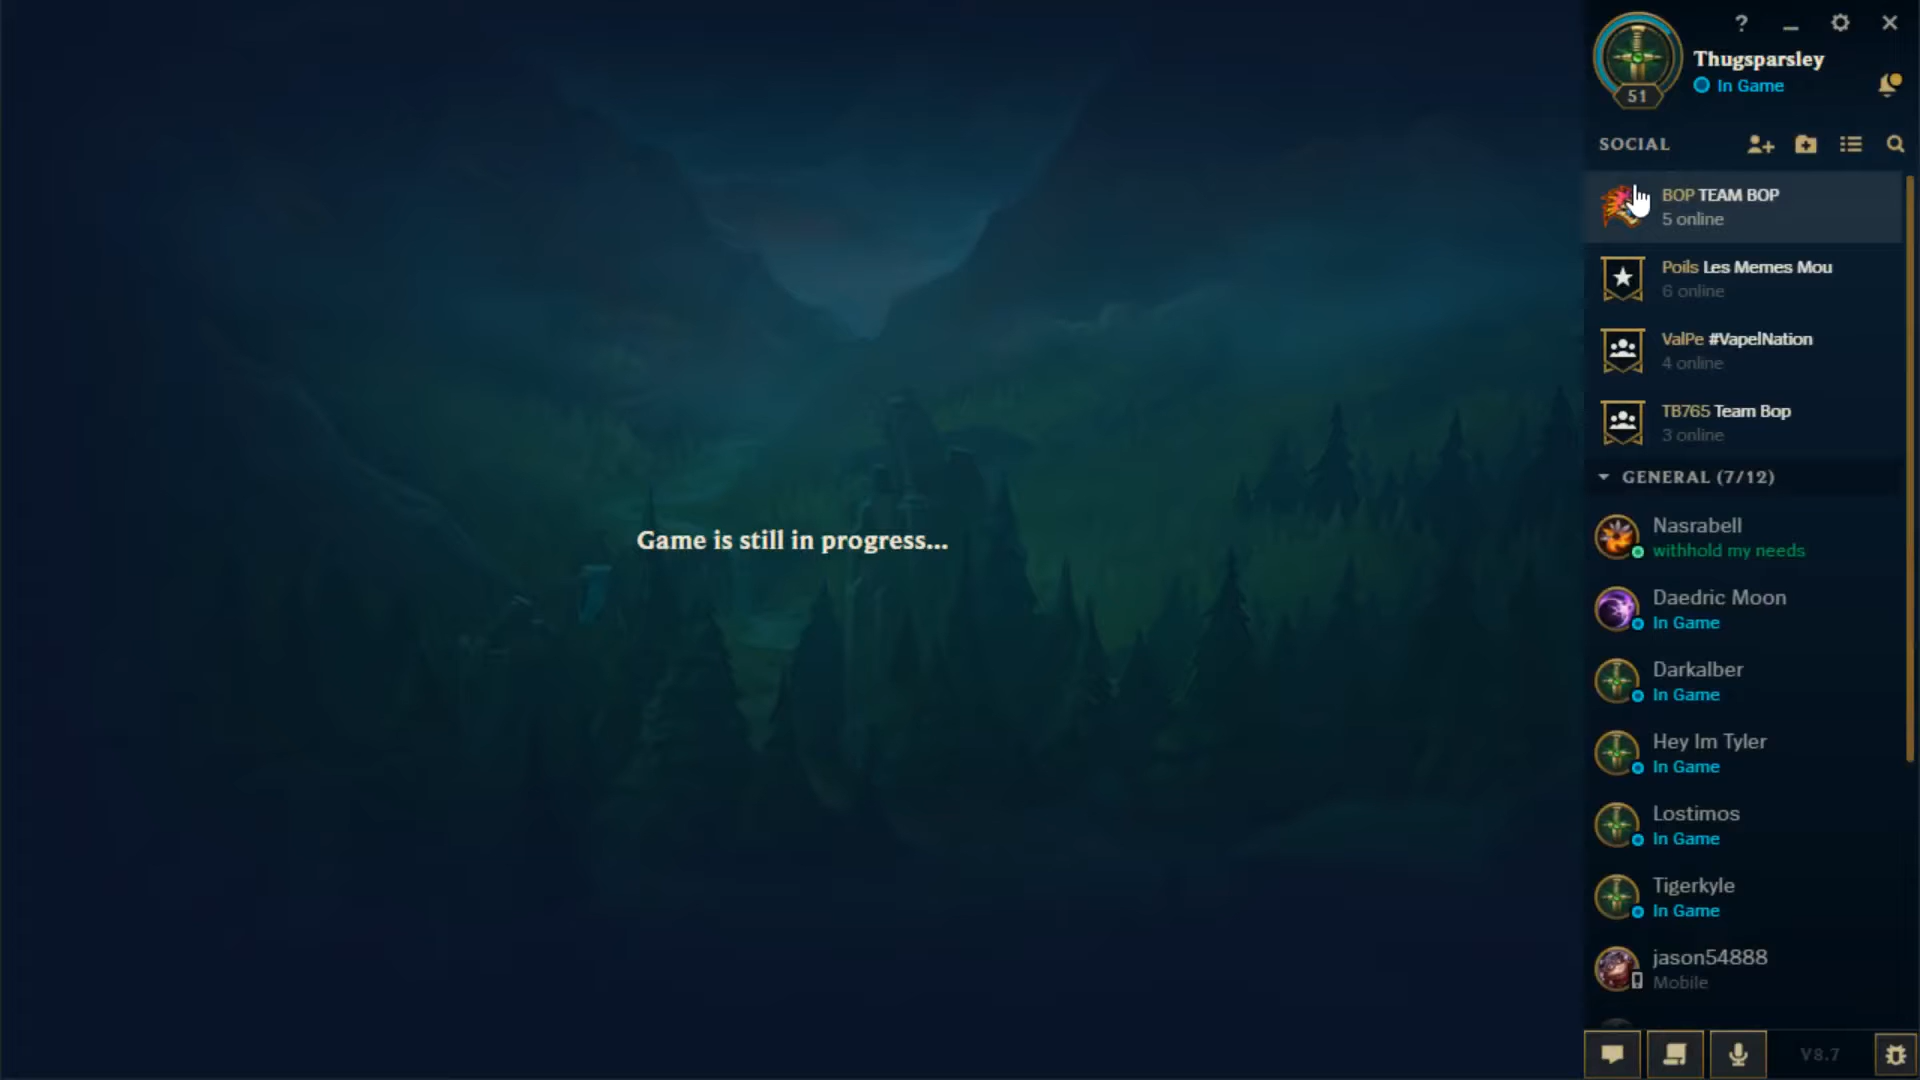 ?
Thugsparsley
In Game
51
SOCIAL
BOP TEAM BOP
5 online
Poils Les Memes Mou
6 online
ValPe #VapelNation
4 online
TB765 Team Bop
3 online
GENERAL (7/12)
Game is still in progress...
Nasrabell
withhold my needs
Daedric Moon
In Game
Darkalber
In Game
Hey Im Tyler
In Game
Lostimos
In Game
Tigerkyle
In Game
jason54888
Mobile
V8.7